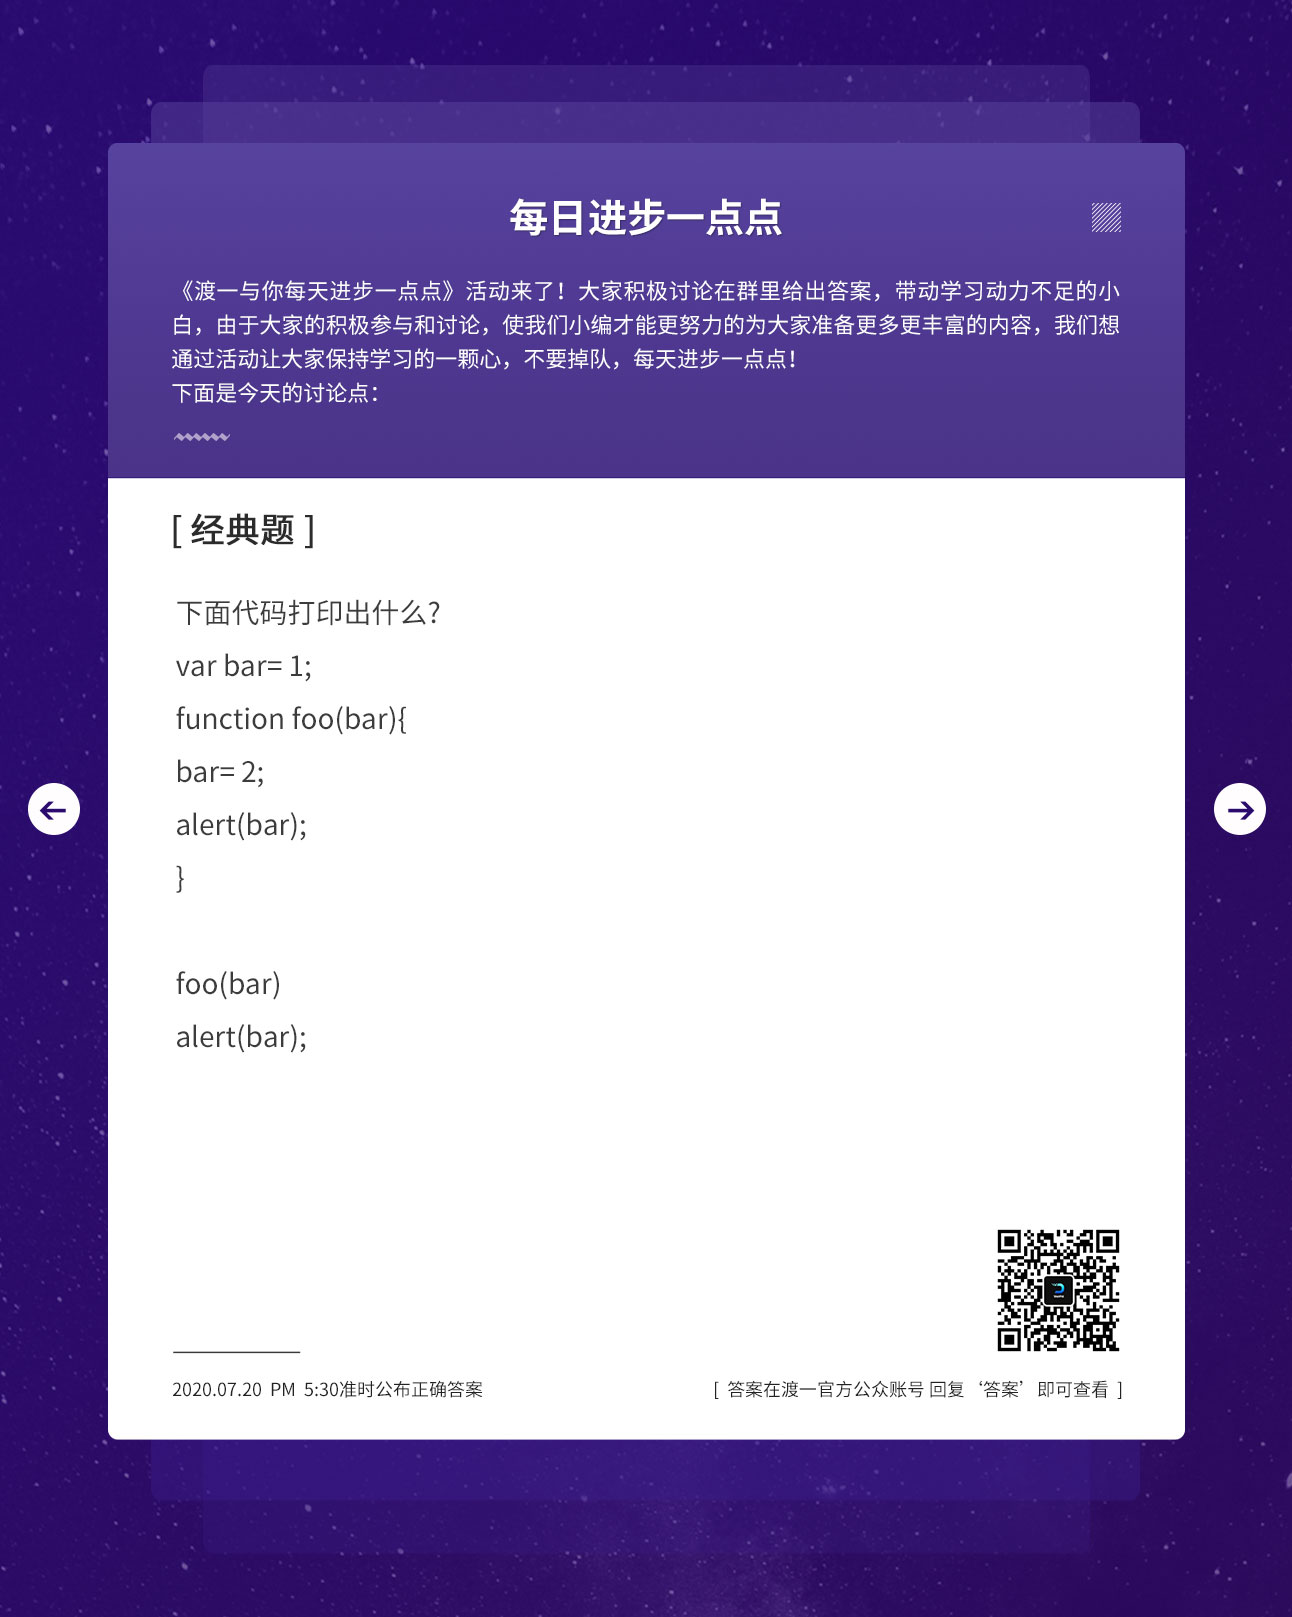 每日进步一点点
《渡一与你每天进步一点点》活动来了！大家积极讨论在群里给出答案，带动学习动力不足的小
白，由于大家的积极参与和讨论，使我们小编才能更努力的为大家准备更多更丰富的内容，我们想
通过活动让大家保持学习的一颗心，不要掉队，每天进步一点点！
下面是今天的讨论点：
[ 经典题 ]
下面代码打印出什么?
var bar= 1;
function foo(bar){
bar= 2;
alert(bar);
}
foo(bar)
alert(bar);
2020.07.20 PM 5:30准时公布正确答案
[ 答案在渡一官方公众账号 回复 ‘答案’ 即可查看 ]